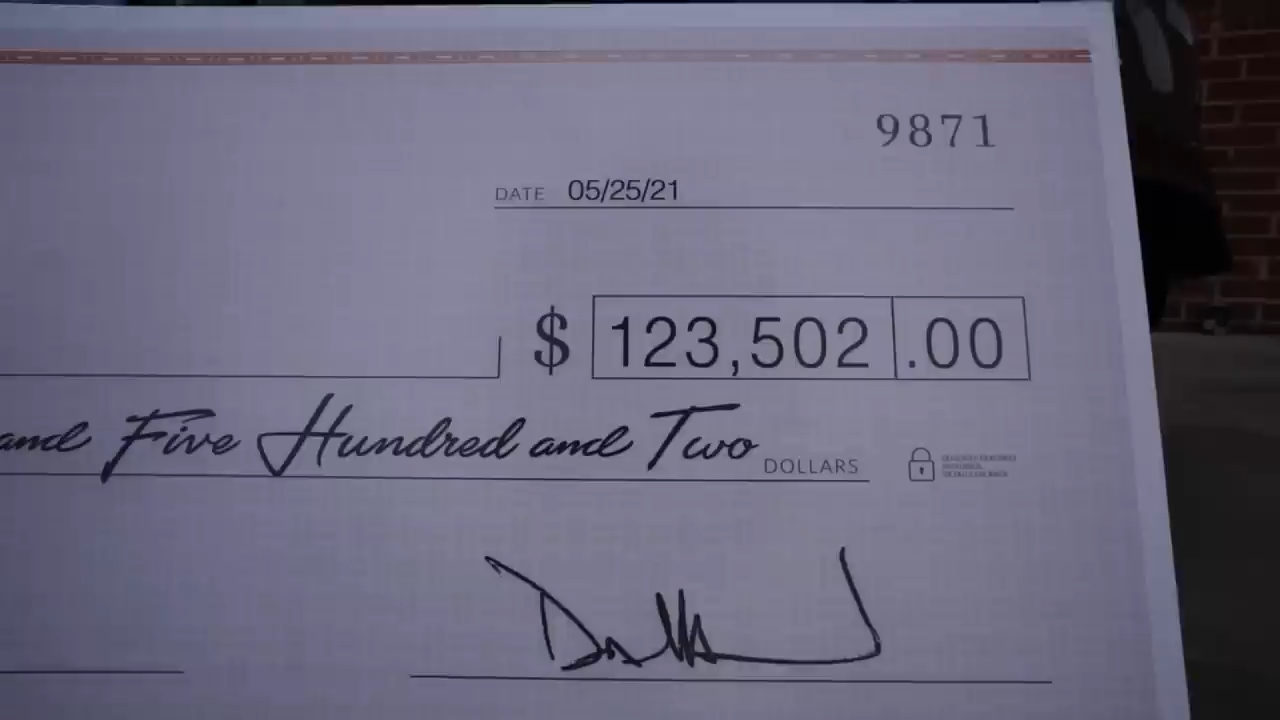 9871
DATE 05/25/21
$ 123,502 .00
and Five Hundred and Two DOLLARS